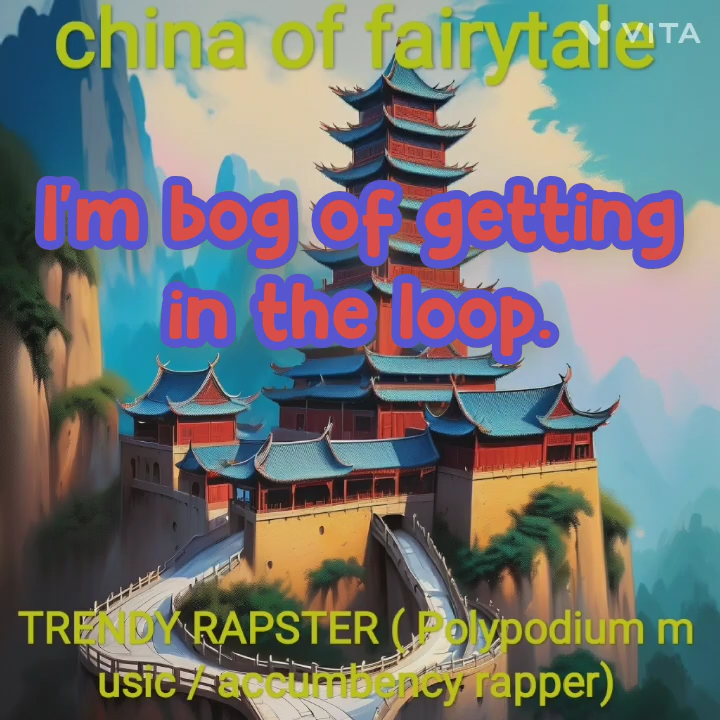 china of fairytale
VITA
I'm bog of getting
in the loop.
TRENDY RAPSTER ( Polypodium m
usic / accumbency rapper)